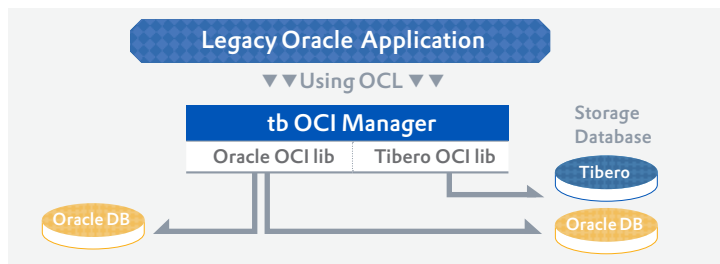 Legacy Oracle Application
▼▼Using OCL▼▼
tb OCI Manager
Oracle OCI lib
Tibero OCI lib
Storage
Database
Tibero
Oracle DB
Oracle DB